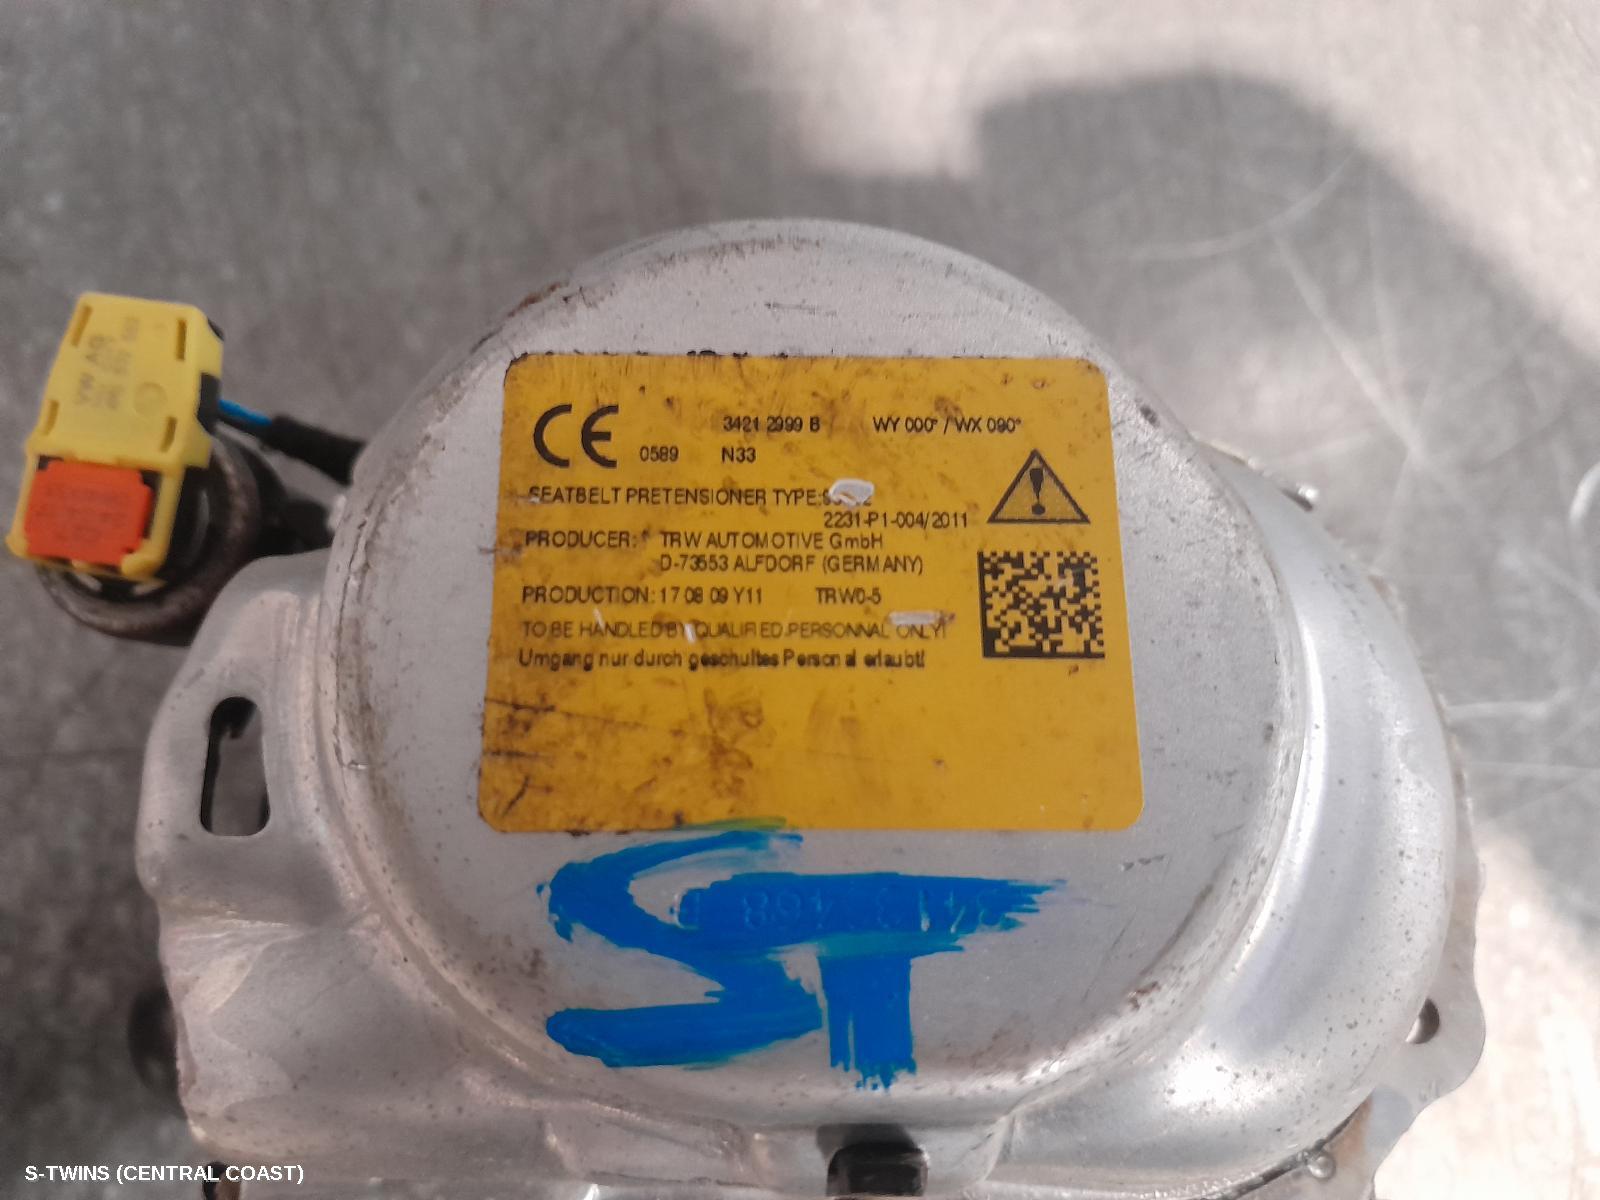 VW AG
CE 0589 3421 2999 B WY 000° / WX 090°
N33
SEATBELT PRETENSIONER TYPE:
2231-P1-004/2011
PRODUCER: TRW AUTOMOTIVE GmbH
D-73553 ALFDORF (GERMANY)
PRODUCTION: 17 08 09 Y11 TRW0-5
TO BE HANDLED BY QUALIFIED PERSONNAL ONLY!
Umgang nur durch geschultes Personal erlaubt!
ST
S-TWINS (CENTRAL COAST)